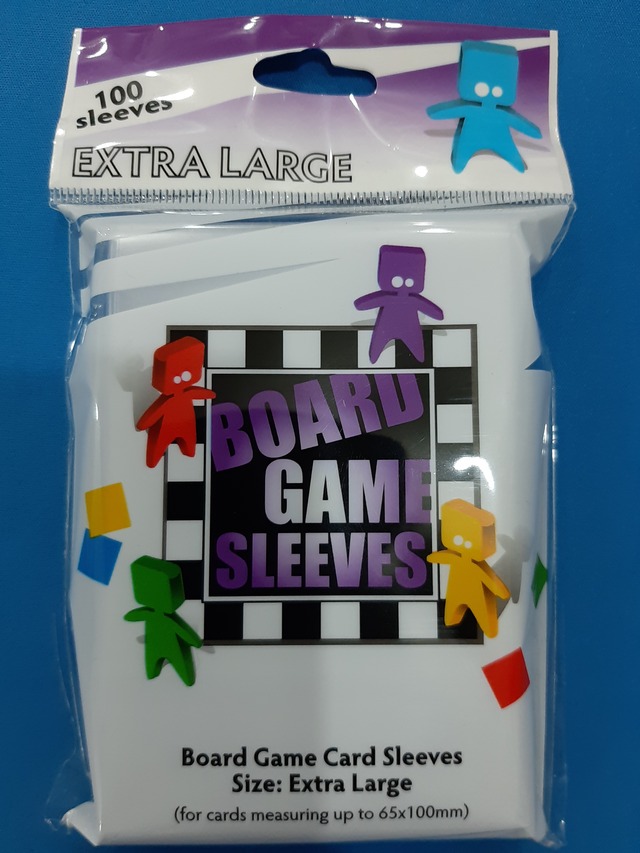 100
sleeves
EXTRA LARGE
BOARD
GAME
SLEEVES
Board Game Card Sleeves
Size: Extra Large
(for cards measuring up to 65x100mm)